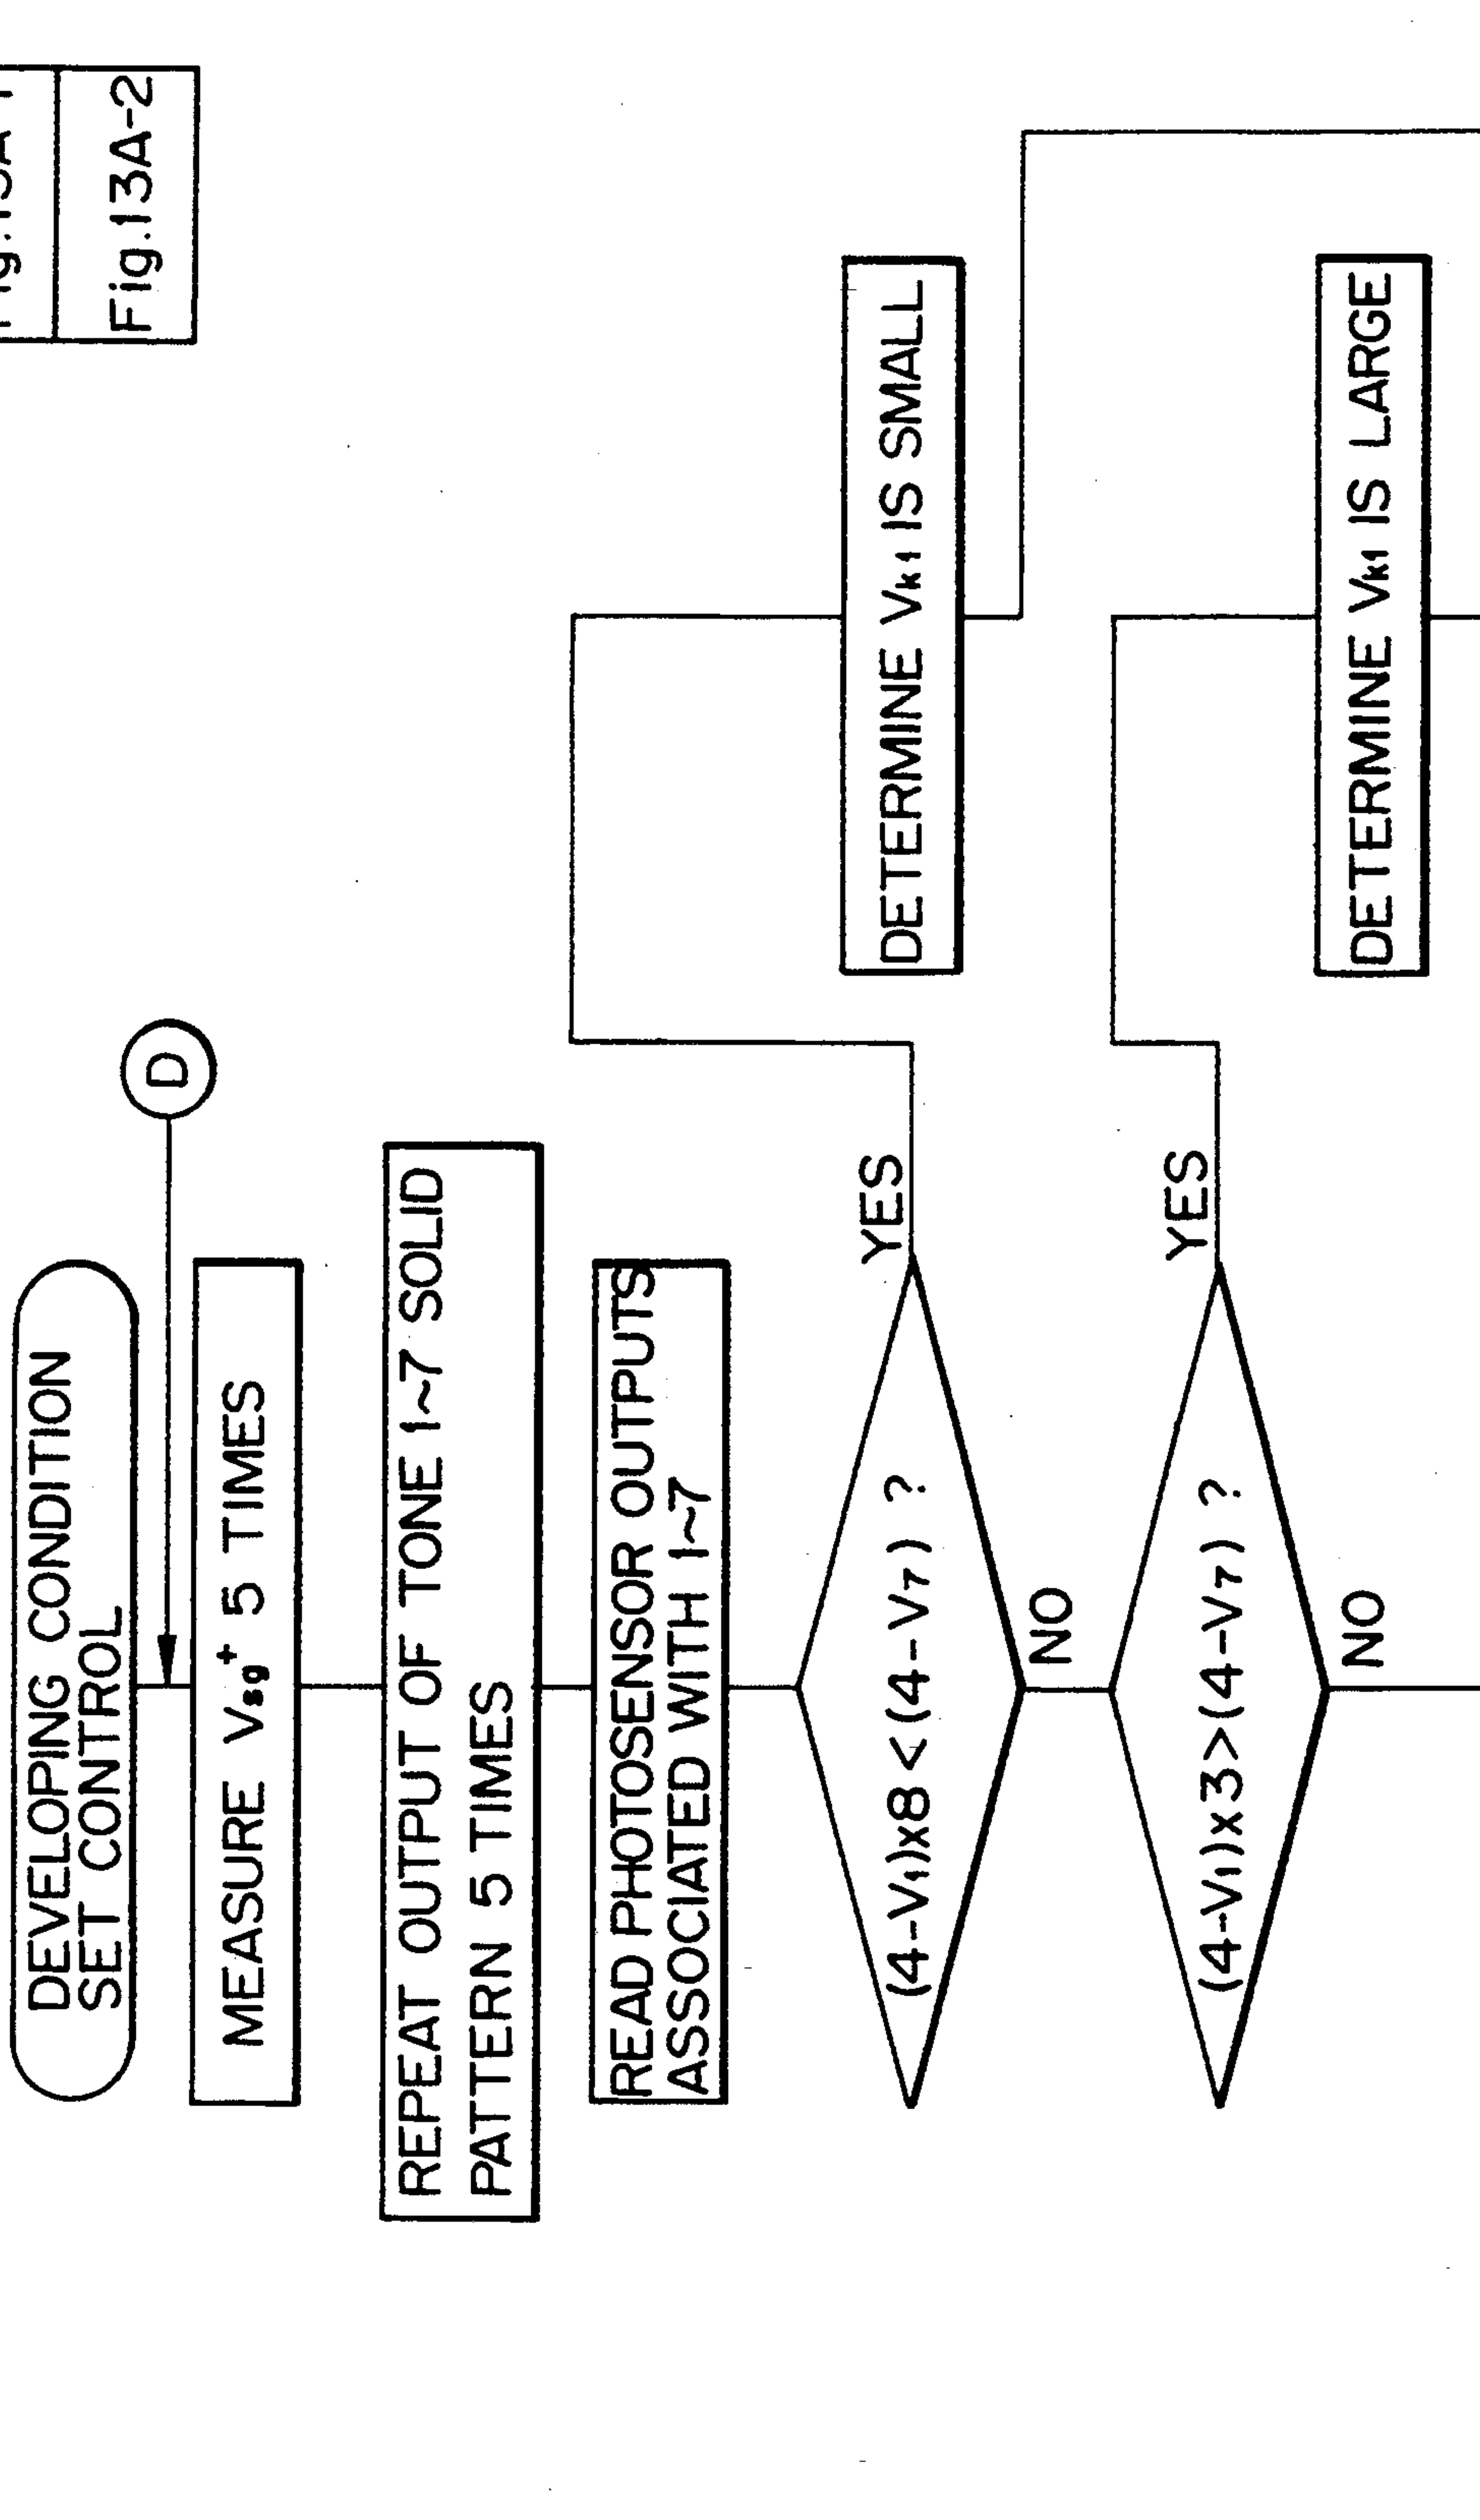 Fig.13A-2
DEVELOPING CONDITION
SET CONTROL
D
MEASURE Vsg† 5 TIMES
REPEAT OUTPUT OF TONE 1~7 SOLID
PATTERN 5 TIMES
READ PHOTOSENSOR OUTPUTS
ASSOCIATED WITH 1~7
(4-V1)x8<(4-V7) ?
YES
DETERMINE VK1 IS SMALL
NO
(4-V1)x3>(4-V7) ?
YES
DETERMINE VK1 IS LARGE
NO